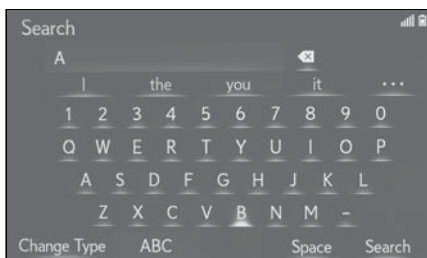 Search
A
I the you it ...
1 2 3 4 5 6 7 8 9 0
Q W E R T Y U I O P
A S D F G H J K L
Z X C V B N M -
Change Type ABC Space Search